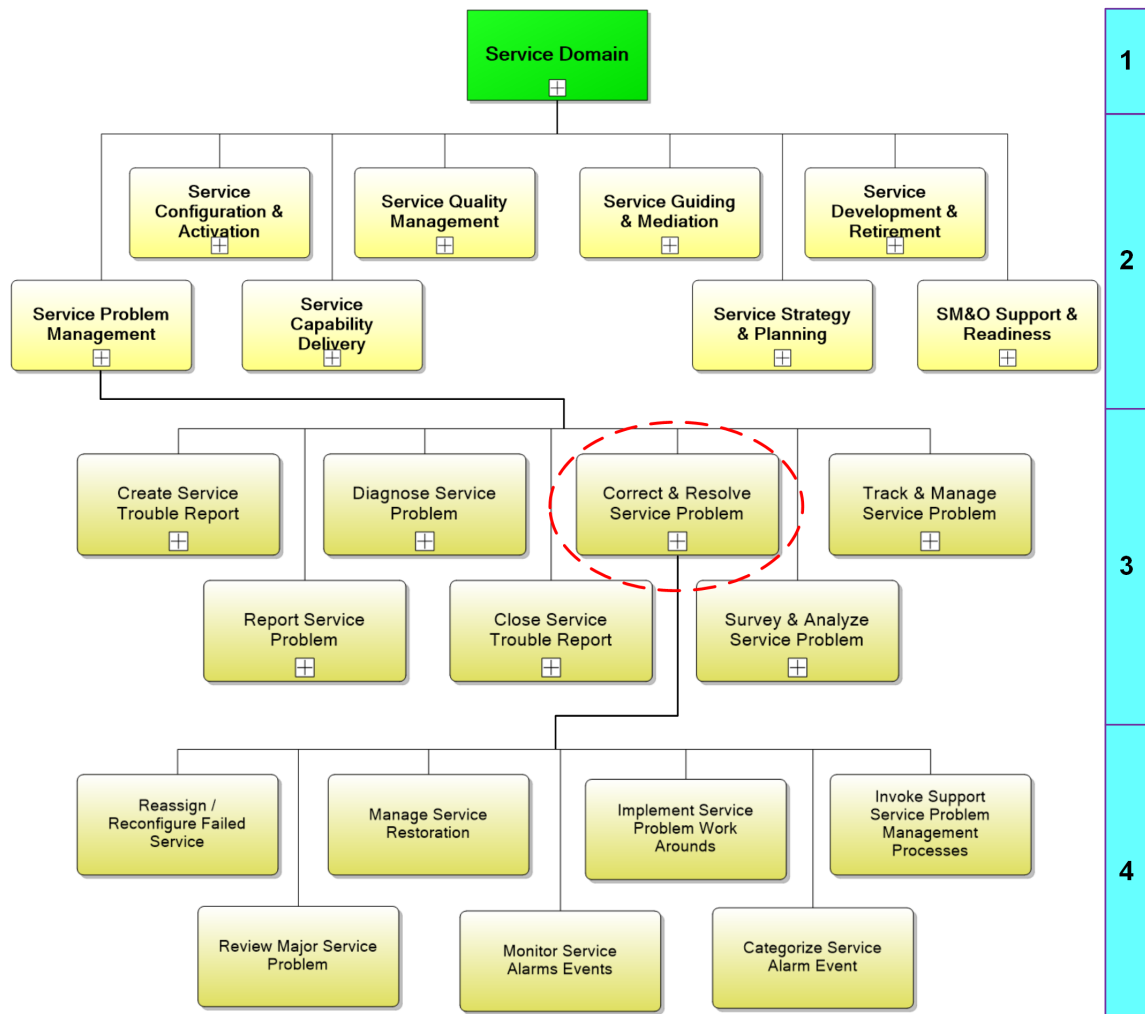 Service Domain
1
Service
Configuration &
Activation
Service Quality
Management
Service Guiding
& Mediation
Service
Development &
Retirement
2
Service Problem
Management
Service
Capability
Delivery
Service Strategy
& Planning
SM&O Support &
Readiness
Create Service
Trouble Report
Diagnose Service
Problem
Correct & Resolve
Service Problem
Track & Manage
Service Problem
3
Report Service
Problem
Close Service
Trouble Report
Survey & Analyze
Service Problem
Reassign /
Reconfigure Failed
Service
Manage Service
Restoration
Implement Service
Problem Work
Arounds
Invoke Support
Service Problem
Management
Processes
4
Review Major Service
Problem
Monitor Service
Alarms Events
Categorize Service
Alarm Event